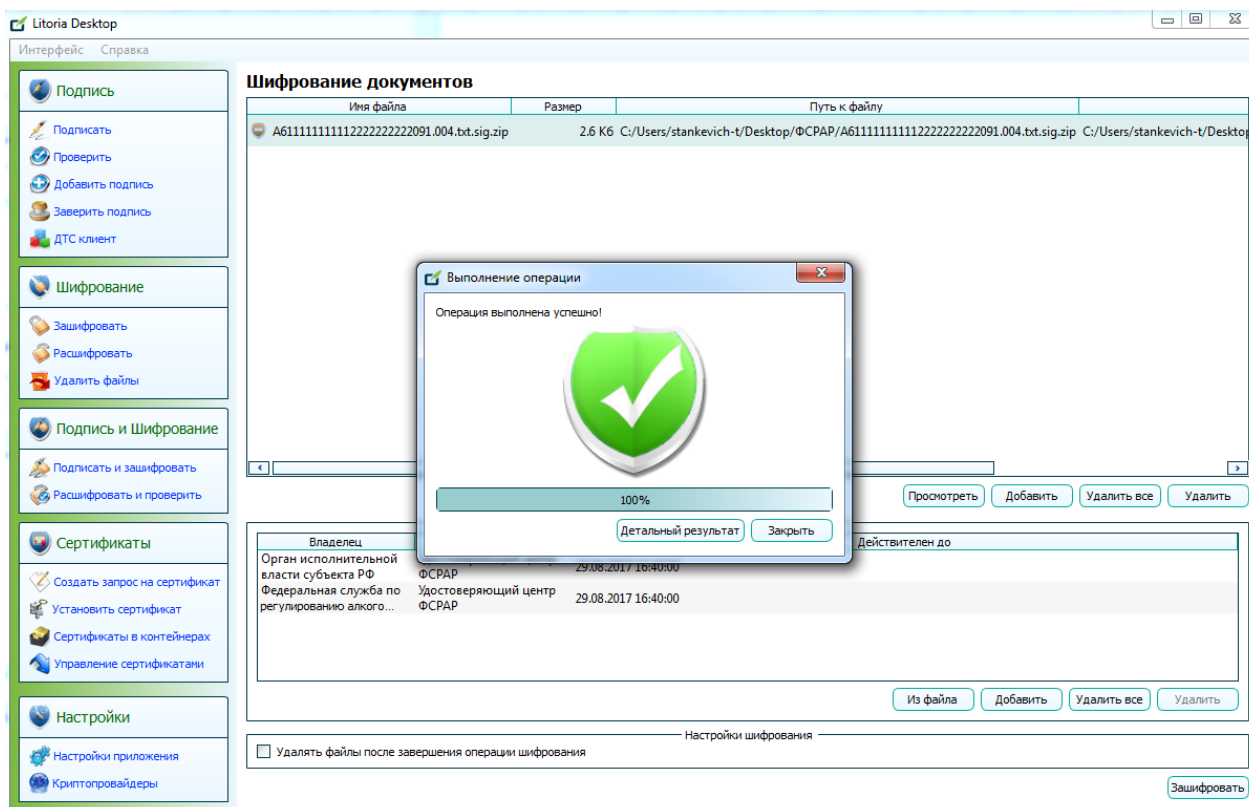 Litoria Desktop
Интерфейс Справка
Подпись
Подписать
Проверить
Добавить подпись
Заверить подпись
ДТС клиент
Шифрование
Зашифровать
Расшифровать
Удалить файлы
Подпись и Шифрование
Подписать и зашифровать
Расшифровать и проверить
Сертификаты
Создать запрос на сертификат
Установить сертификат
Сертификаты в контейнерах
Управление сертификатами
Настройки
Настройки приложения
Криптопровайдеры
Шифрование документов
Имя файла Размер Путь к файлу
A611111111112222222222091.004.txt.sig.zip 2.6 Кб C:/Users/stankevich-t/Desktop/ФСРАР/A611111111112222222222091.004.txt.sig.zip C:/Users/stankevich-t/Desktop
Выполнение операции
Операция выполнена успешно!
100%
Детальный результат Закрыть
Просмотреть Добавить Удалить все Удалить
Владелец Действителен до
Орган исполнительной
власти субъекта РФ ФСРАР 29.08.2017 16:40:00
Федеральная служба по Удостоверяющий центр
регулированию алкого... ФСРАР 29.08.2017 16:40:00
Из файла Добавить Удалить все Удалить
Настройки шифрования
Удалять файлы после завершения операции шифрования
Зашифровать